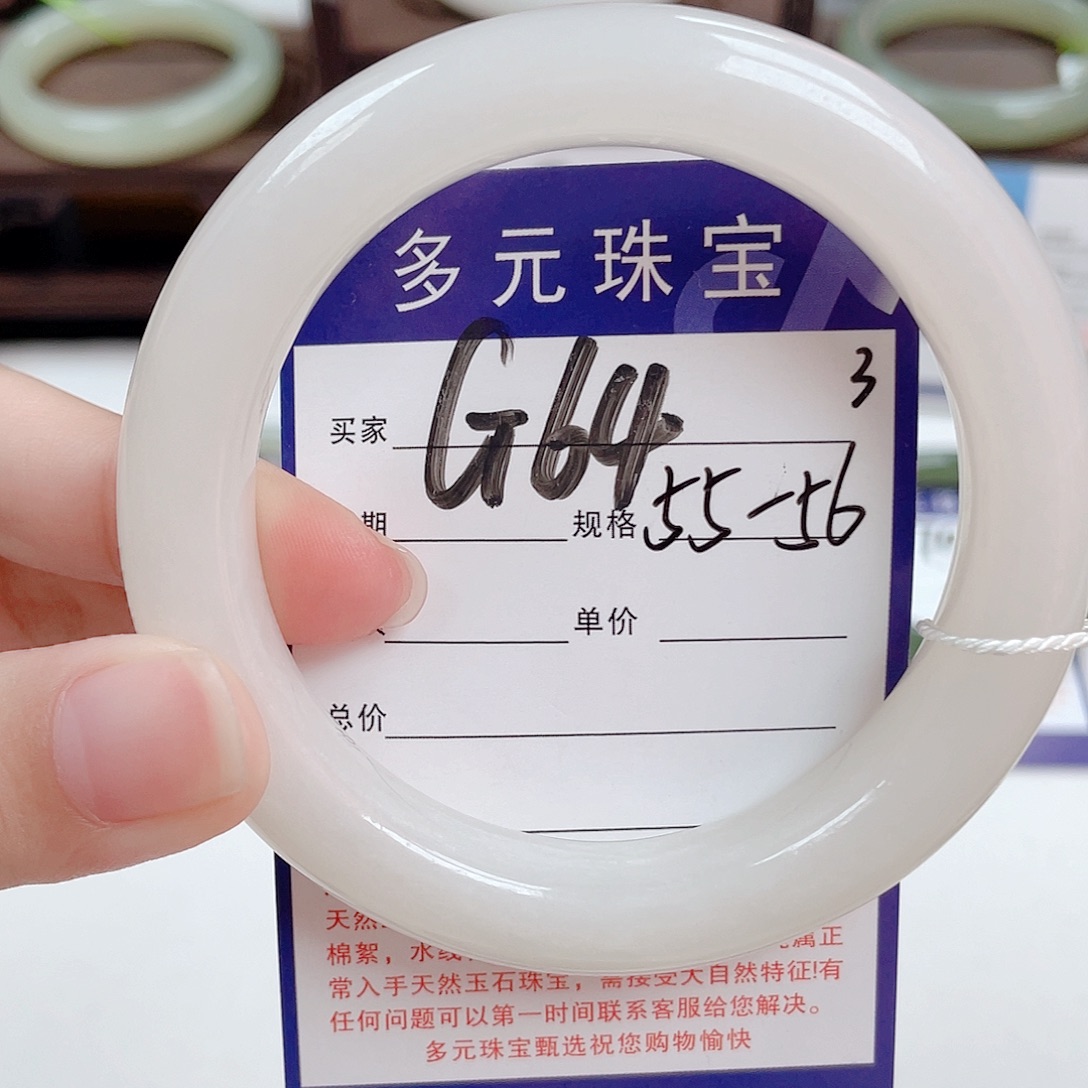 多元珠宝
3
买家 G64
期 规格 55-56
单价
总价
天然
棉絮，水线 属正
常入手天然玉石珠宝，需接受大自然特征!有
任何问题可以第一时间联系客服给您解决。
多元珠宝甄选祝您购物愉快